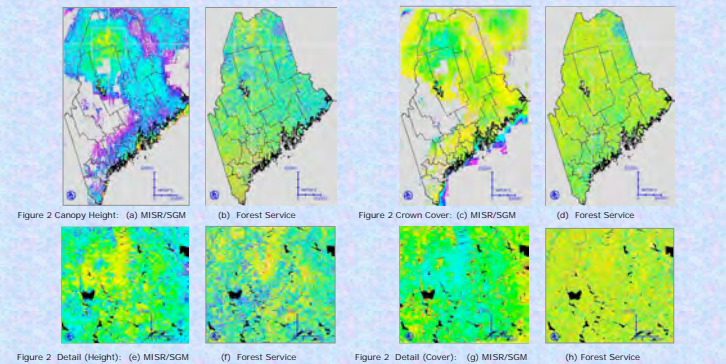 Figure 2 Canopy Height: (a) MISR/SGM (b) Forest Service Figure 2 Crown Cover: (c) MISR/SGM (d) Forest Service
Figure 2 Detail (Height): (e) MISR/SGM (f) Forest Service Figure 2 Detail (Cover): (g) MISR/SGM (h) Forest Service